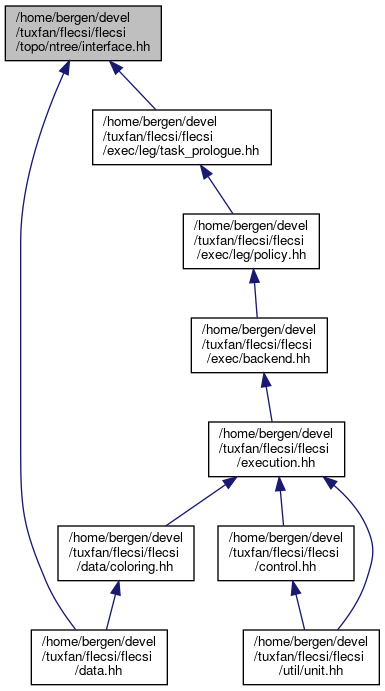 /home/bergen/devel
/tuxfan/flecsi/flecsi
/topo/ntree/interface.hh
/home/bergen/devel
/tuxfan/flecsi/flecsi
/exec/leg/task_prologue.hh
/home/bergen/devel
/tuxfan/flecsi/flecsi
/exec/leg/policy.hh
/home/bergen/devel
/tuxfan/flecsi/flecsi
/exec/backend.hh
/home/bergen/devel
/tuxfan/flecsi/flecsi
/execution.hh
/home/bergen/devel
/tuxfan/flecsi/flecsi
/data/coloring.hh
/home/bergen/devel
/tuxfan/flecsi/flecsi
/control.hh
/home/bergen/devel
/tuxfan/flecsi/flecsi
/data.hh
/home/bergen/devel
/tuxfan/flecsi/flecsi
/util/unit.hh